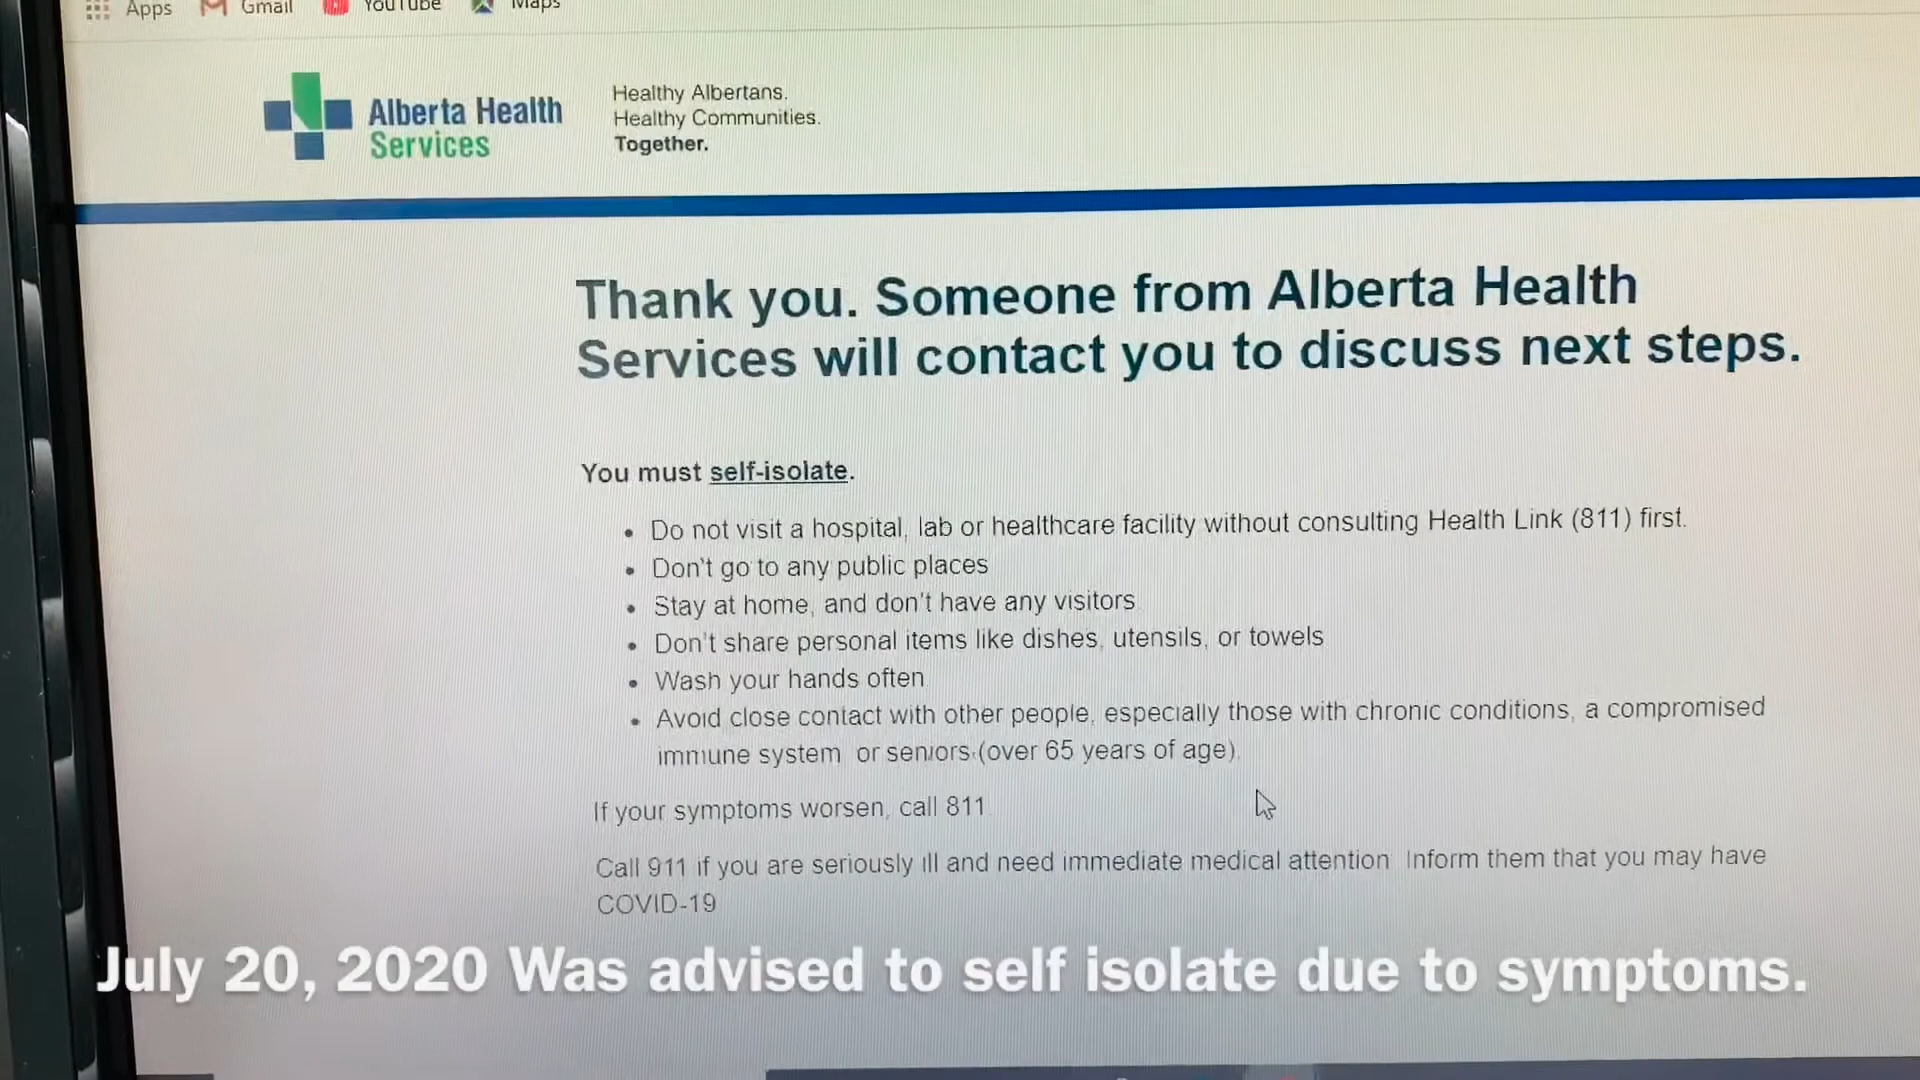 Apps Gmail YouTube Maps
Alberta Health
Services
Healthy Albertans.
Healthy Communities.
Together.
Thank you. Someone from Alberta Health
Services will contact you to discuss next steps.
You must self-isolate.
• Do not visit a hospital, lab or healthcare facility without consulting Health Link (811) first.
• Don't go to any public places
• Stay at home, and don't have any visitors
• Don't share personal items like dishes, utensils, or towels
• Wash your hands often
• Avoid close contact with other people, especially those with chronic conditions, a compromised
immune system or seniors (over 65 years of age).
If your symptoms worsen, call 811
Call 911 if you are seriously ill and need immediate medical attention Inform them that you may have
COVID-19
July 20, 2020 Was advised to self isolate due to symptoms.